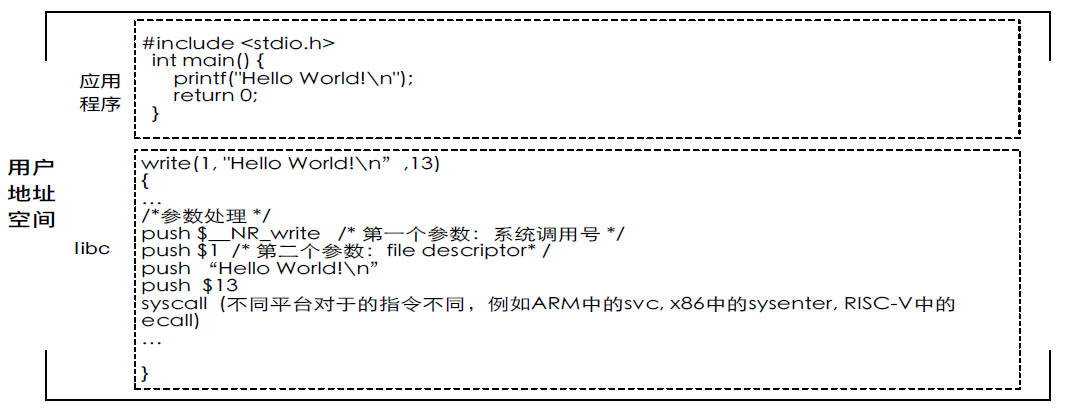 用户
地址
空间
应用
程序
#include <stdio.h>
int main() {
printf("Hello World!\n");
return 0;
}
libc
write(1, "Hello World!\n” ,13)
{
...
/*参数处理 */
push $__NR_write /* 第一个参数：系统调用号 */
push $1 /* 第二个参数：file descriptor* /
push “Hello World!\n”
push $13
syscall (不同平台对于的指令不同，例如ARM中的svc, x86中的sysenter, RISC-V中的
ecall)
...
}